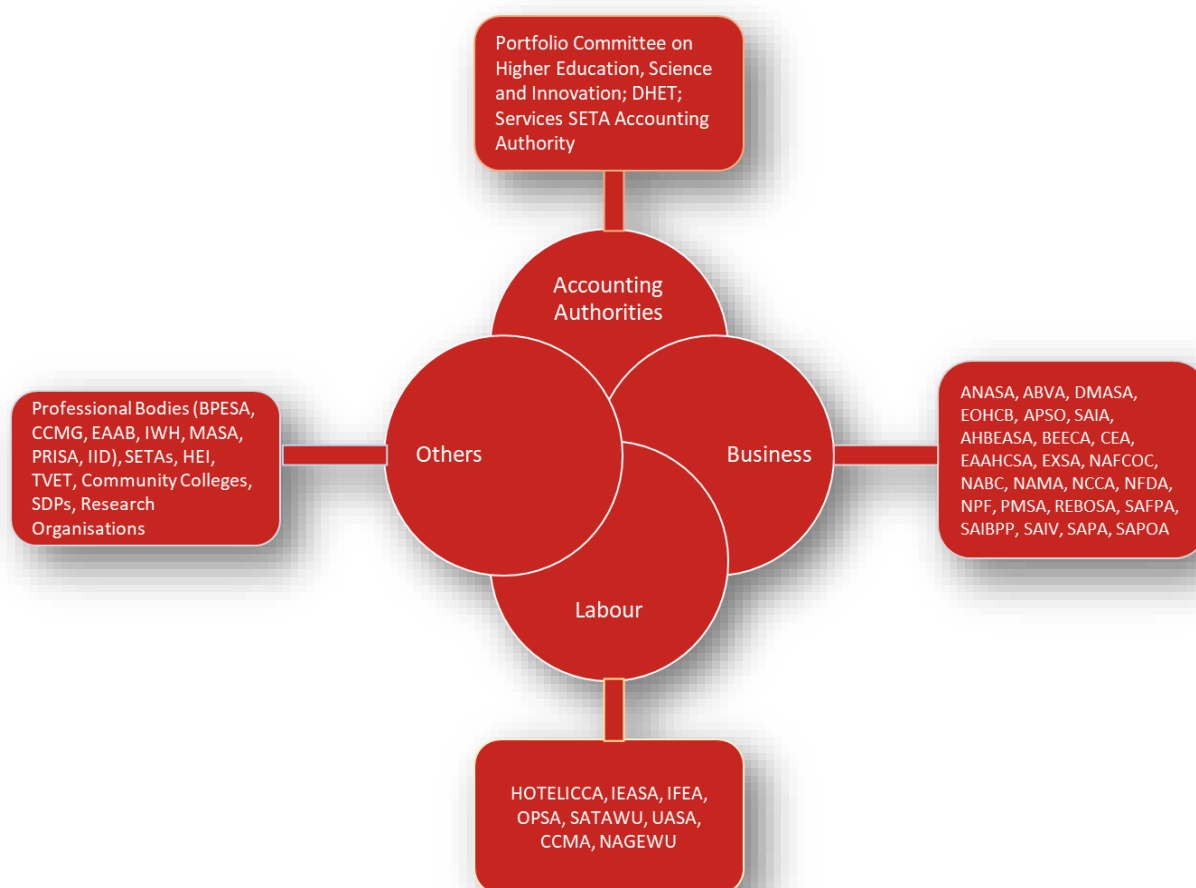 Portfolio Committee on
Higher Education, Science
and Innovation; DHET;
Services SETA Accounting
Authority
Accounting
Authorities
Professional Bodies (BPESA,
CCMG, EAAB, IWH, MASA,
PRISA, IID), SETAs, HEI,
TVET, Community Colleges,
SDPs, Research
Organisations
Others
Business
ANASA, ABVA, DMASA,
EOHCB, APSO, SAIA,
AHBEASA, BEECA, CEA,
EAAHCSA, EXSA, NAFCOC,
NABC, NAMA, NCCA, NFDA,
NPF, PMSA, REBOSA, SAFPA,
SAIBPP, SAIV, SAPA, SAPOA
Labour
HOTELICCA, IEASA, IFEA,
OPSA, SATAWU, UASA,
CCMA, NAGEWU